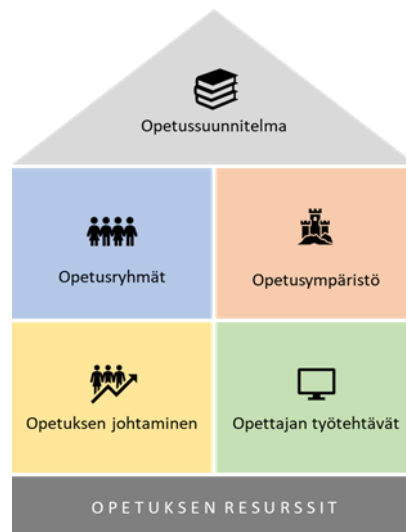 Opetussuunnitelma
Opetusryhmät
Opetusympäristö
Opetuksen johtaminen
Opettajan työtehtävät
OPETUKSEN RESURSSIT